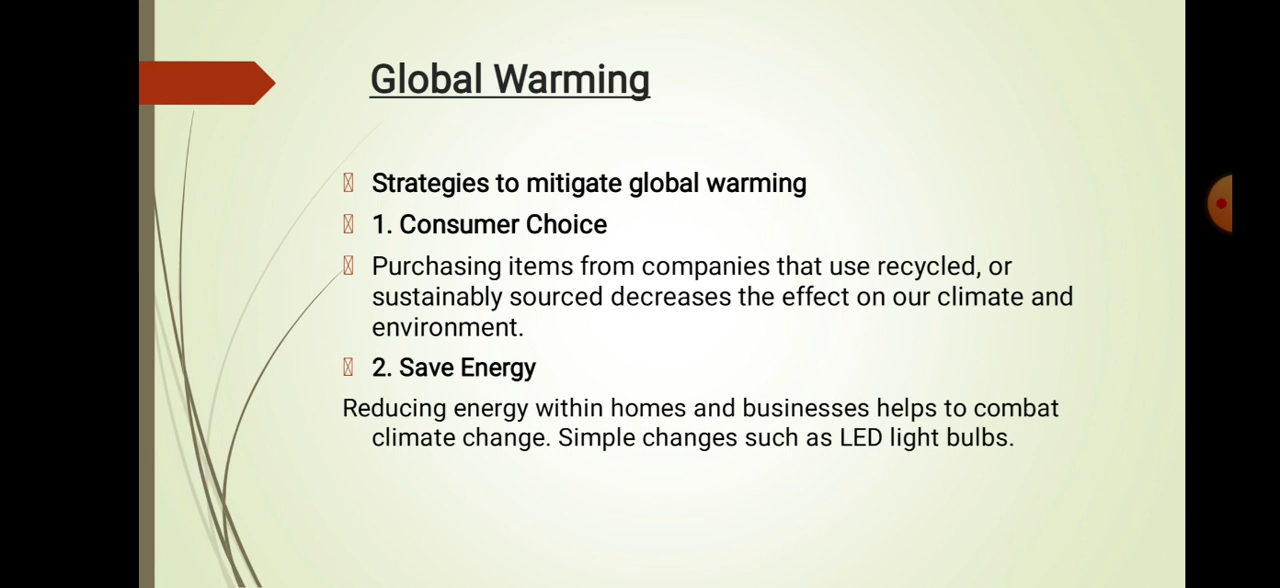 Global Warming
Strategies to mitigate global warming
1. Consumer Choice
Purchasing items from companies that use recycled, or
sustainably sourced decreases the effect on our climate and
environment.
2. Save Energy
Reducing energy within homes and businesses helps to combat
climate change. Simple changes such as LED light bulbs.